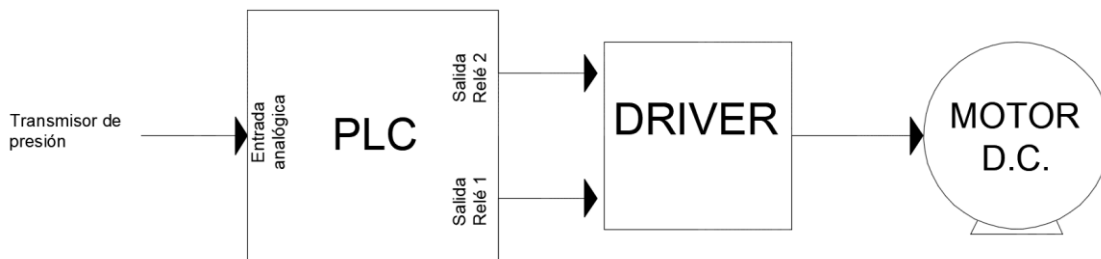 Transmisor de
presión
Entrada
analógica
PLC
Salida
Relé 2
Salida
Relé 1
DRIVER
MOTOR
D.C.